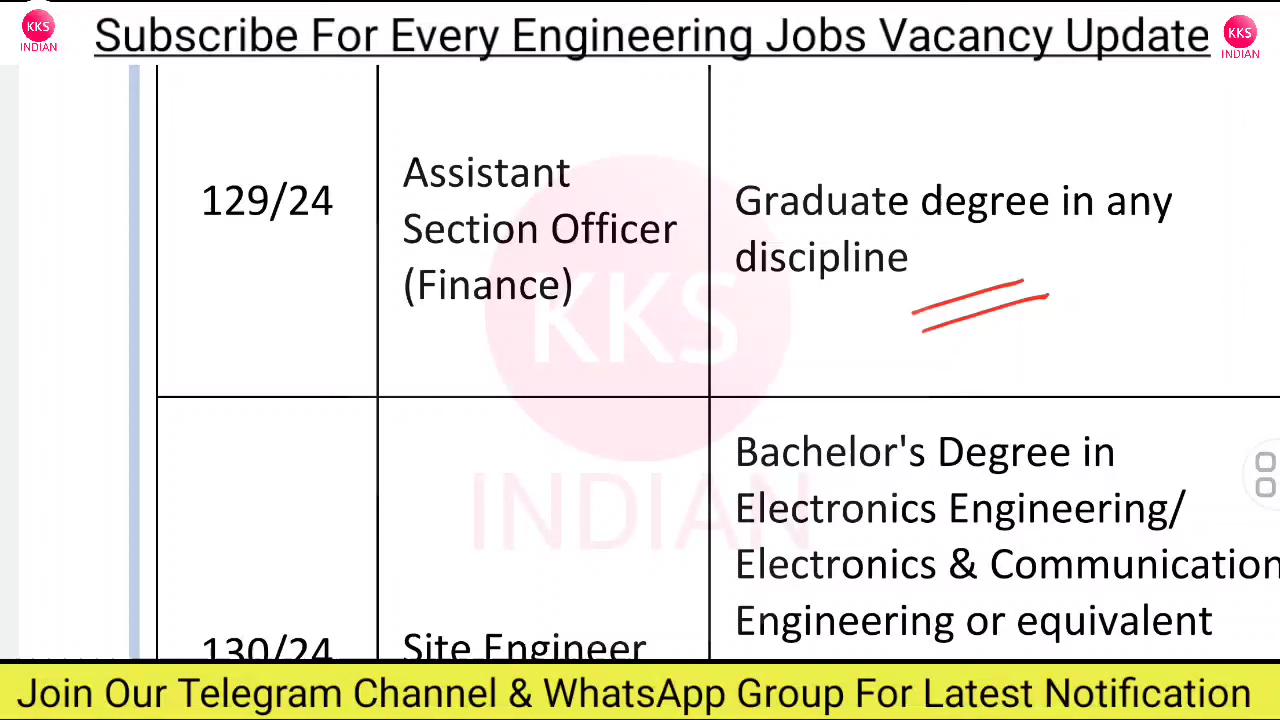 KKS
INDIAN
Subscribe For Every Engineering Jobs Vacancy Update
KKS
INDIAN
129/24
Assistant
Section Officer
(Finance)
Graduate degree in any
discipline
KKS
INDIAN
130/24
Site Engineer
Bachelor's Degree in
Electronics Engineering/
Electronics & Communication
Engineering or equivalent
Join Our Telegram Channel & WhatsApp Group For Latest Notification